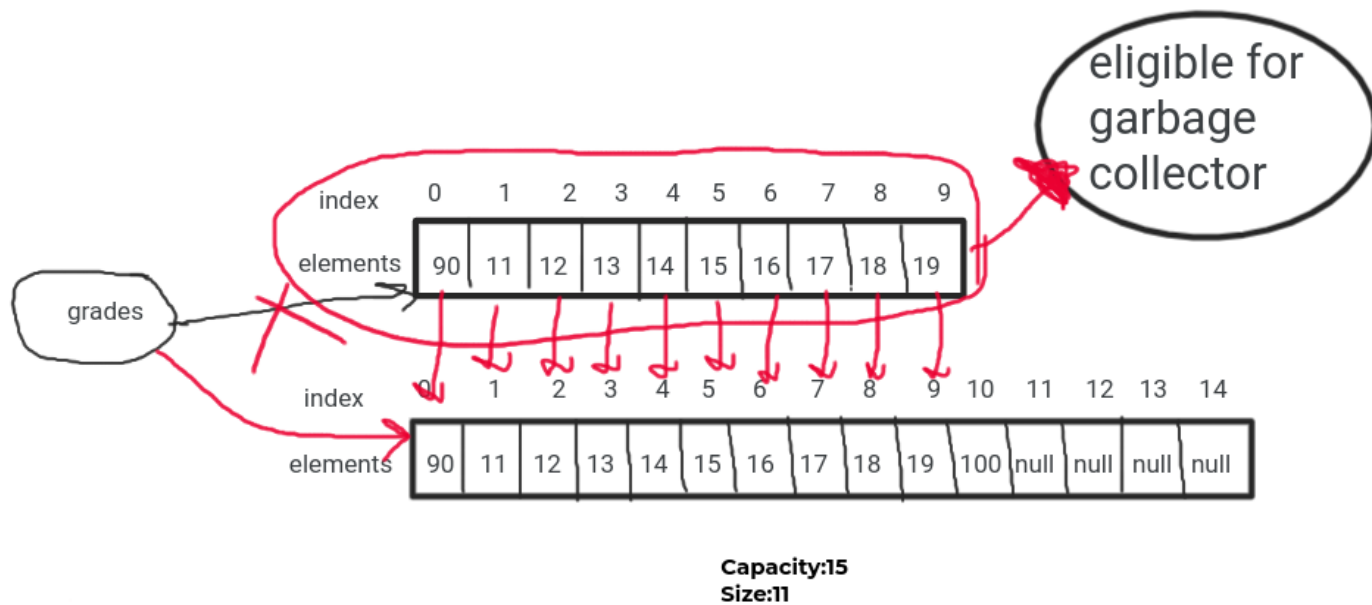 eligible for
garbage
collector
index 0 1 2 3 4 5 6 7 8 9
elements 90 11 12 13 14 15 16 17 18 19
grades
index 0 1 2 3 4 5 6 7 8 9 10 11 12 13 14
elements 90 11 12 13 14 15 16 17 18 19 100 null null null null
Capacity:15
Size:11